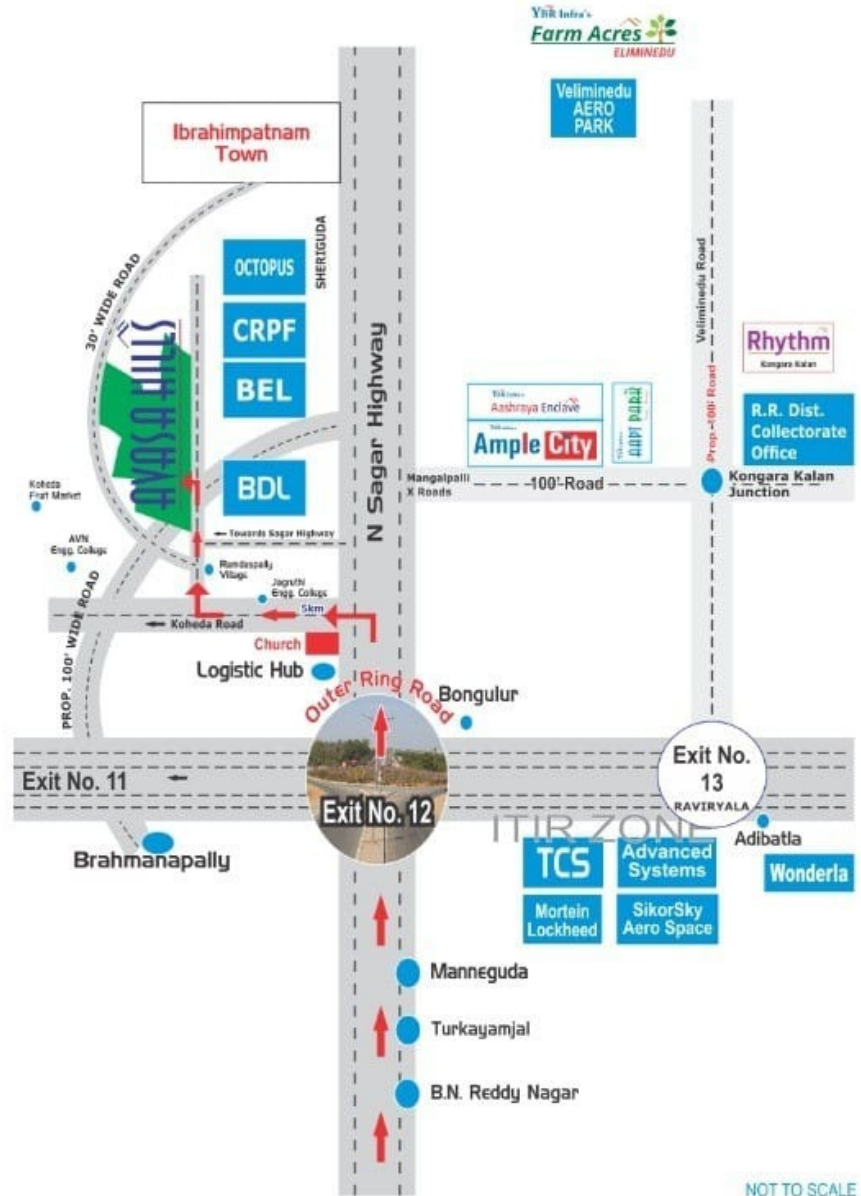 YBR Infra's
Farm Acres
ELIMINEDU
Veliminedu
AERO
PARK
Ibrahimpatnam
Town
SHERIGUDA
OCTOPUS
CRPF
BEL
BDL
30' WIDE ROAD
AYASA HILLS
N Sagar Highway
Veliminedu Road
Prop.-100' Road
Rhythm
Kongara Kalan
R.R. Dist.
Collectorate
Office
Aashraya Enclave
Ample City
PARK
Mangalpalli
X Roads
100'-Road
Kongara Kalan
Junction
Koheda
Fruit Market
AVN
Engg. College
Towards Sagar Highway
Ramdaspally
Village
Jagruthi
Engg. College
5km
Koheda Road
PROP. 100' WIDE ROAD
Church
Logistic Hub
Outer Ring Road
Bongulur
Exit No. 11
Exit No. 12
Exit No.
13
RAVIRYALA
ITIR ZONE
Adibatla
Brahmanapally
TCS
Advanced
Systems
Wonderla
Mortein
Lockheed
SikorSky
Aero Space
Manneguda
Turkayamjal
B.N. Reddy Nagar
NOT TO SCALE